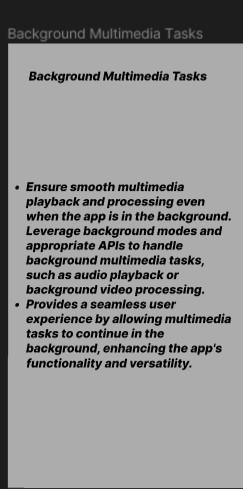 Background Multimedia Tasks
Background Multimedia Tasks
• Ensure smooth multimedia
playback and processing even
when the app is in the background.
Leverage background modes and
appropriate APIs to handle
background multimedia tasks,
such as audio playback or
background video processing.
• Provides a seamless user
experience by allowing multimedia
tasks to continue in the
background, enhancing the app's
functionality and versatility.